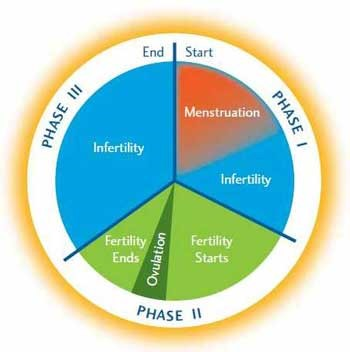 End
Start
PHASE I
Menstruation
Infertility
PHASE II
Fertility
Starts
Ovulation
Fertility
Ends
PHASE III
Infertility